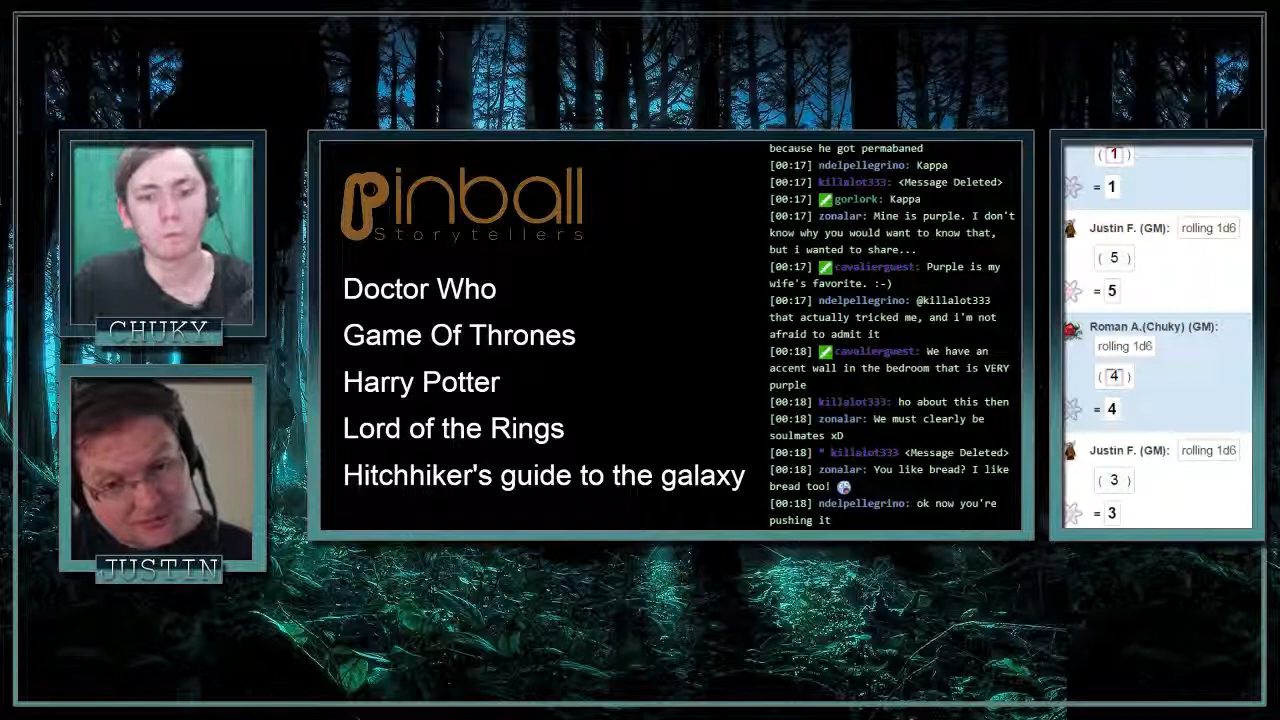 CHUKY
JUSTIN
Pinball
Storytellers
Doctor Who
Game Of Thrones
Harry Potter
Lord of the Rings
Hitchhiker's guide to the galaxy
because he got permabaned
[00:17] ndelpellegrino: Kappa
[00:17] killalot333: <Message Deleted>
[00:17] gorlork: Kappa
[00:17] zonalar: Mine is purple. I don't
know why you would want to know that,
but i wanted to share...
[00:17] cavalierguest: Purple is my
wife's favorite. :-)
[00:17] ndelpellegrino: @killalot333
that actually tricked me, and i'm not
afraid to admit it
[00:18] cavalierguest: We have an
accent wall in the bedroom that is VERY
purple
[00:18] killalot333: ho about this then
[00:18] zonalar: We must clearly be
soulmates xD
[00:18] " killalot333 <Message Deleted>
[00:18] zonalar: You like bread? I like
bread too!
[00:18] ndelpellegrino: ok now you're
pushing it
(1)
= 1
Justin F. (GM): rolling 1d6
(5)
= 5
Roman A.(Chuky) (GM):
rolling 1d6
(4)
= 4
Justin F. (GM): rolling 1d6
(3)
= 3